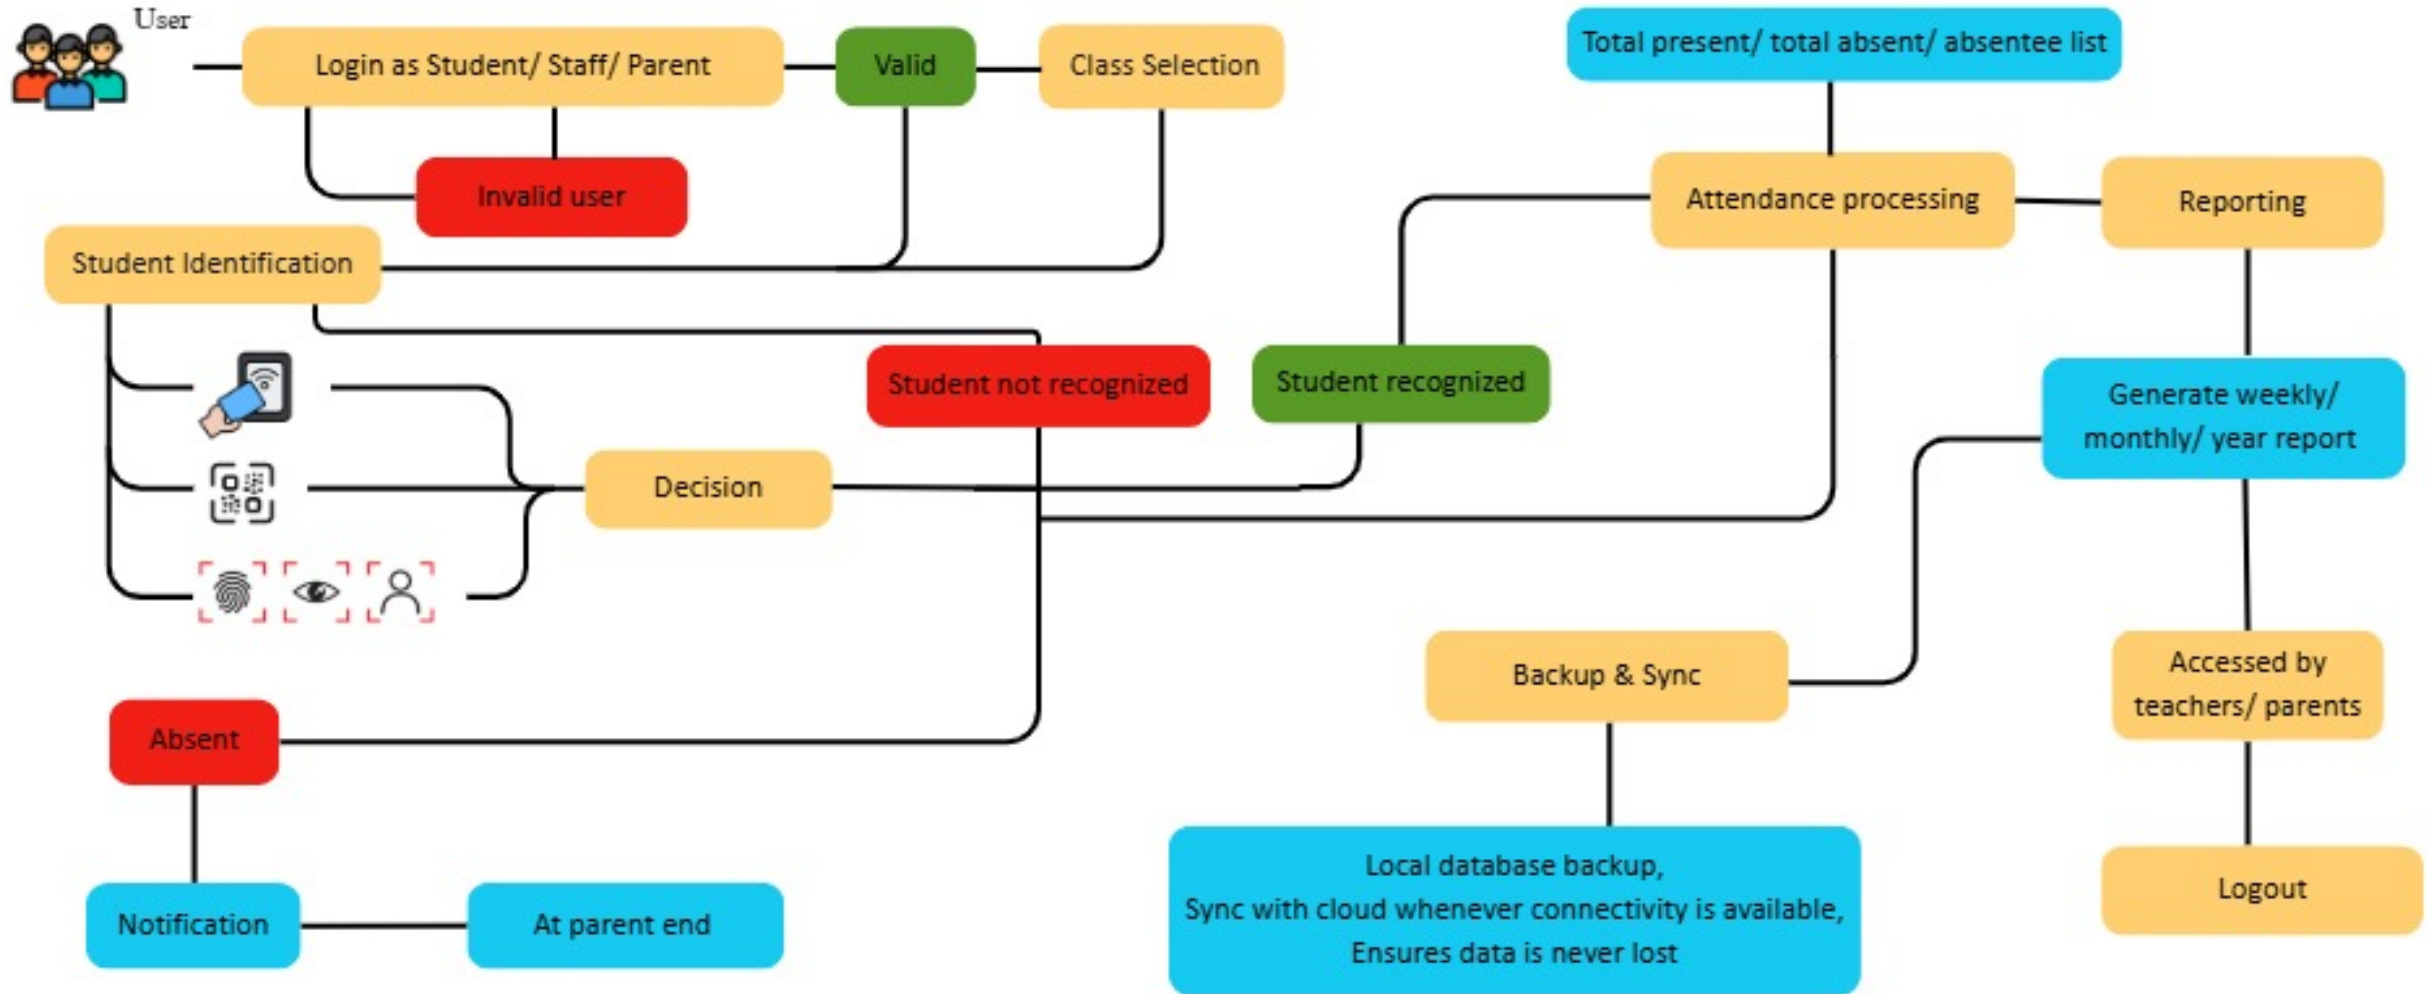 User
Login as Student/ Staff/ Parent
Valid
Class Selection
Total present/ total absent/ absentee list
Invalid user
Attendance processing
Reporting
Student Identification
Student not recognized
Student recognized
Generate weekly/
monthly/ year report
Decision
Backup & Sync
Accessed by
teachers/ parents
Absent
Local database backup,
Sync with cloud whenever connectivity is available,
Ensures data is never lost
Logout
Notification
At parent end